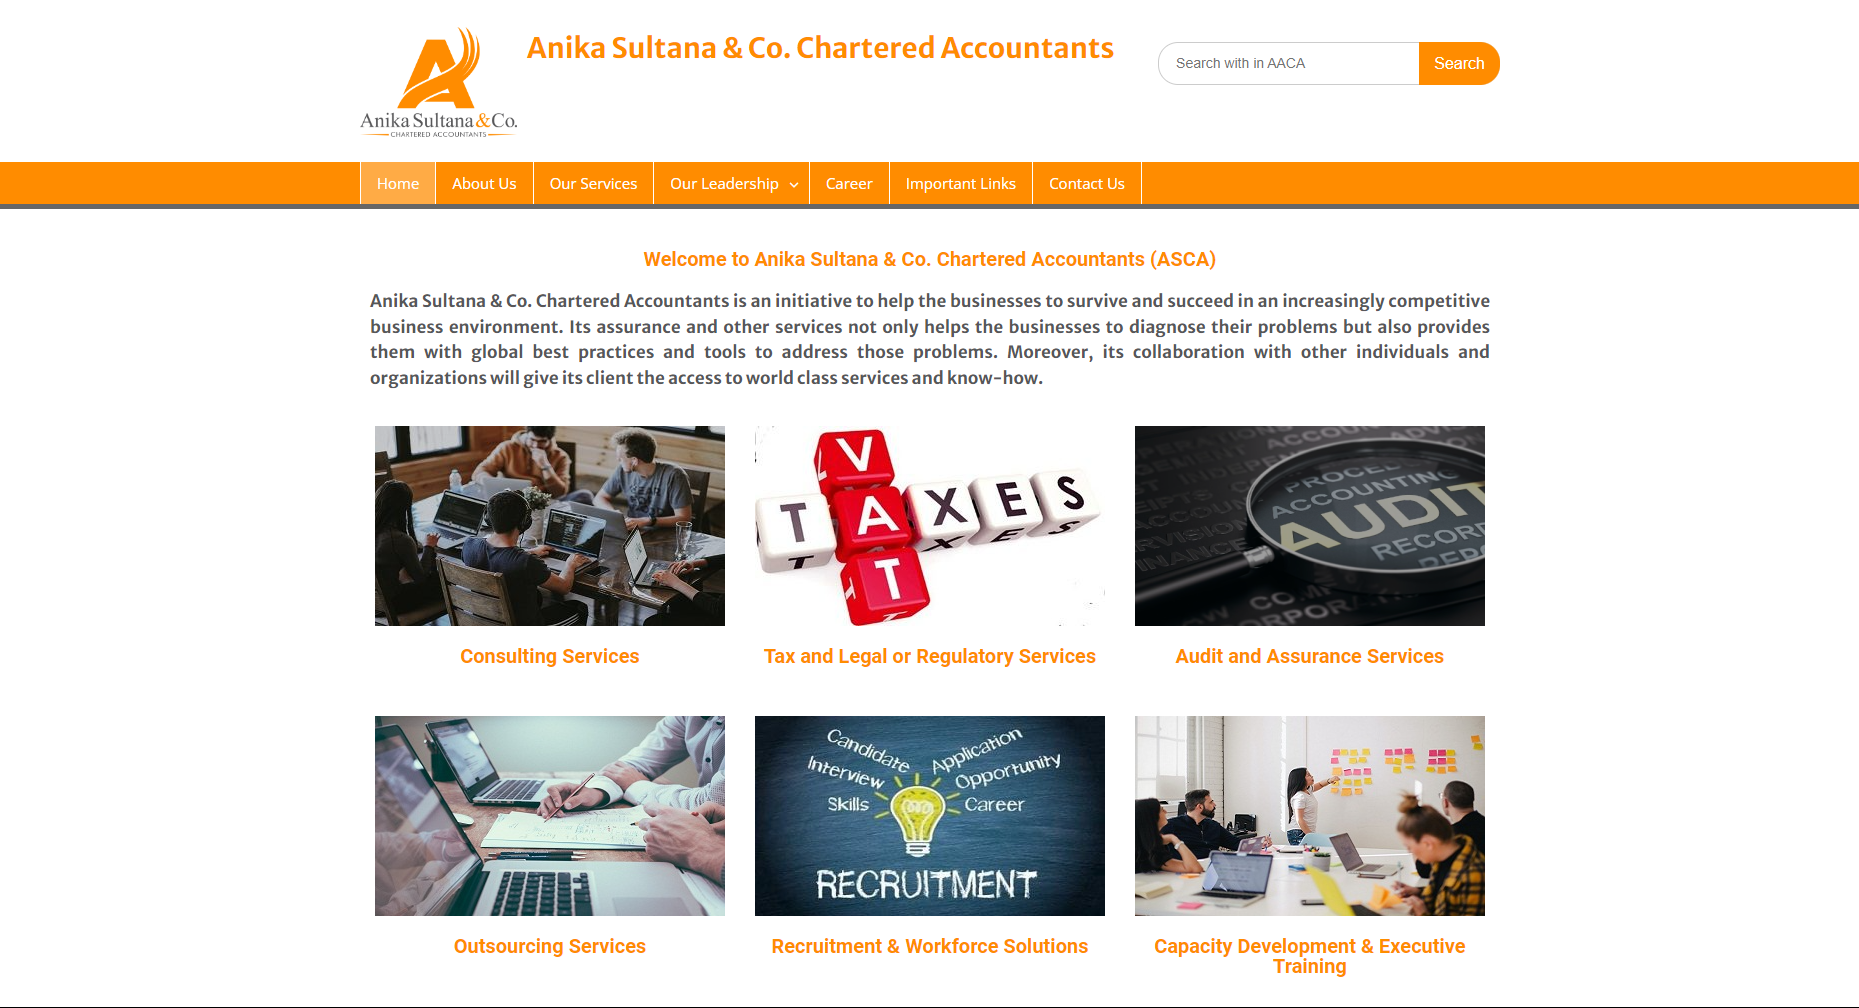 Anika Sultana & Co. Chartered Accountants
Search with in AACA
Search
Anika Sultana & Co.
CHARTERED ACCOUNTANTS
Home
About Us
Our Services
Our Leadership
Career
Important Links
Contact Us
Welcome to Anika Sultana & Co. Chartered Accountants (ASCA)
Anika Sultana & Co. Chartered Accountants is an initiative to help the businesses to survive and succeed in an increasingly competitive
business environment. Its assurance and other services not only helps the businesses to diagnose their problems but also provides
them with global best practices and tools to address those problems. Moreover, its collaboration with other individuals and
organizations will give its client the access to world class services and know-how.
VAT
TAXES
ACCOUNTING
AUDIT
Consulting Services
Tax and Legal or Regulatory Services
Audit and Assurance Services
Candidate
Application
Interview
Opportunity
Skills
Career
RECRUITMENT
Outsourcing Services
Recruitment & Workforce Solutions
Capacity Development & Executive
Training